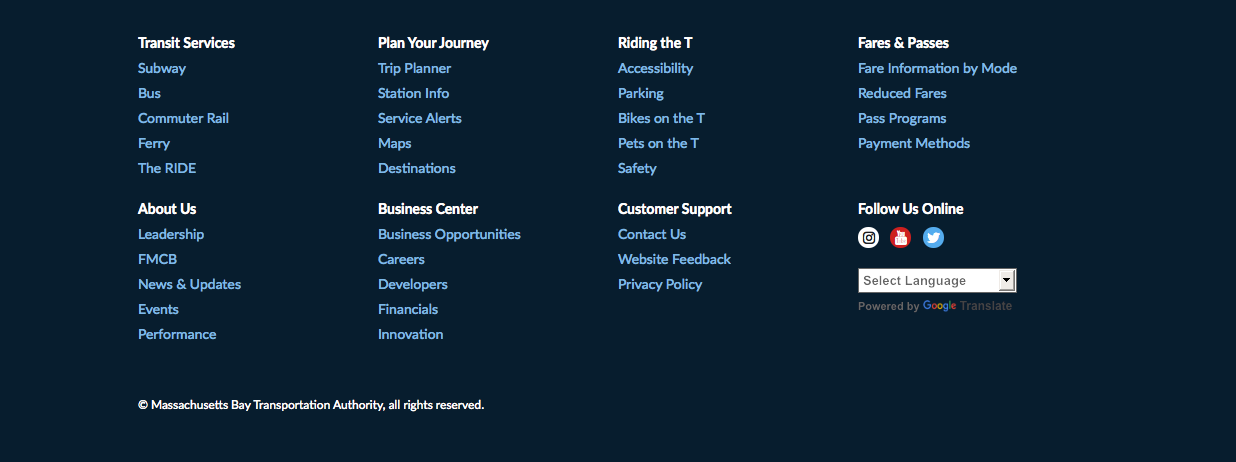 Transit Services
Subway
Bus
Commuter Rail
Ferry
The RIDE
Plan Your Journey
Trip Planner
Station Info
Service Alerts
Maps
Destinations
Riding the T
Accessibility
Parking
Bikes on the T
Pets on the T
Safety
Fares & Passes
Fare Information by Mode
Reduced Fares
Pass Programs
Payment Methods
About Us
Leadership
FMCB
News & Updates
Events
Performance
Business Center
Business Opportunities
Careers
Developers
Financials
Innovation
Customer Support
Contact Us
Website Feedback
Privacy Policy
Follow Us Online
Select Language
Powered by Google Translate
© Massachusetts Bay Transportation Authority, all rights reserved.